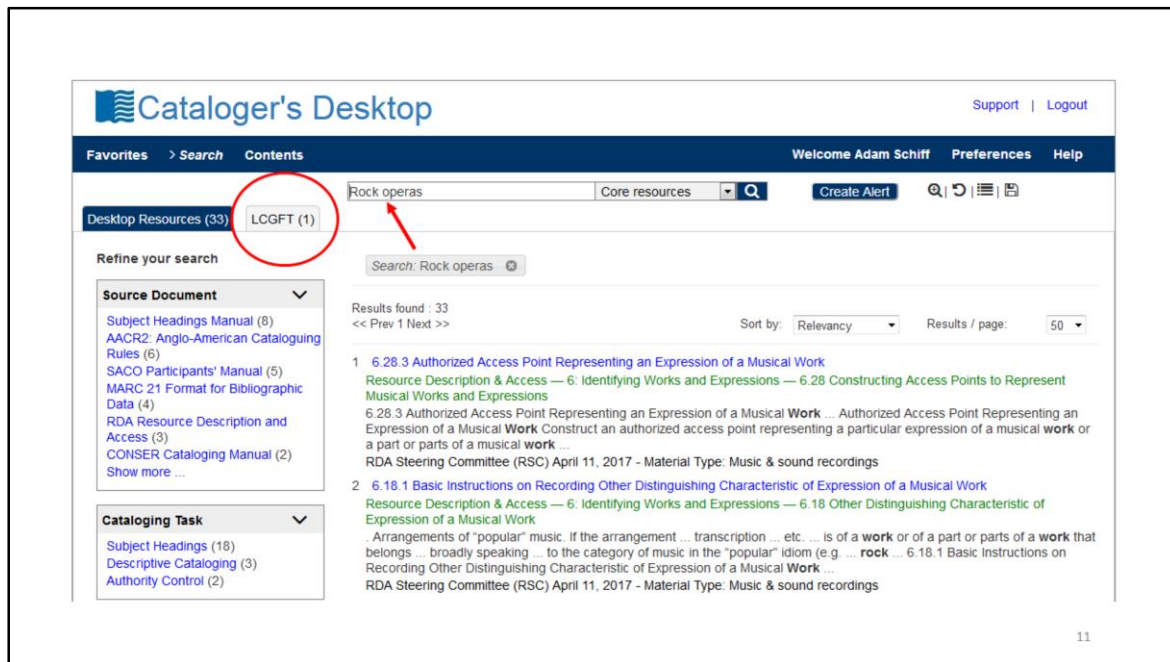 Cataloger's Desktop
Support | Logout
Favorites > Search Contents
Welcome Adam Schiff Preferences Help
Rock operas
Core resources
Create Alert
Desktop Resources (33)
LCGFT (1)
Refine your search
Source Document
Subject Headings Manual (8)
AACR2: Anglo-American Cataloguing
Rules (6)
SACO Participants' Manual (5)
MARC 21 Format for Bibliographic
Data (4)
RDA Resource Description and
Access (3)
CONSER Cataloging Manual (2)
Show more ...
Cataloging Task
Subject Headings (18)
Descriptive Cataloging (3)
Authority Control (2)
Search: Rock operas
Results found : 33
<< Prev 1 Next >>
Sort by: Relevancy
Results / page: 50
1 6.28.3 Authorized Access Point Representing an Expression of a Musical Work
Resource Description & Access — 6: Identifying Works and Expressions — 6.28 Constructing Access Points to Represent
Musical Works and Expressions
6.28.3 Authorized Access Point Representing an Expression of a Musical Work ... Authorized Access Point Representing an
Expression of a Musical Work Construct an authorized access point representing a particular expression of a musical work or
a part or parts of a musical work ...
RDA Steering Committee (RSC) April 11, 2017 - Material Type: Music & sound recordings
2 6.18.1 Basic Instructions on Recording Other Distinguishing Characteristic of Expression of a Musical Work
Resource Description & Access — 6: Identifying Works and Expressions — 6.18 Other Distinguishing Characteristic of
Expression of a Musical Work
. Arrangements of “popular” music. If the arrangement ... transcription ... etc. ... is of a work or of a part or parts of a work that
belongs ... broadly speaking ... to the category of music in the “popular” idiom (e.g. ... rock ... 6.18.1 Basic Instructions on
Recording Other Distinguishing Characteristic of Expression of a Musical Work ...
RDA Steering Committee (RSC) April 11, 2017 - Material Type: Music & sound recordings
11